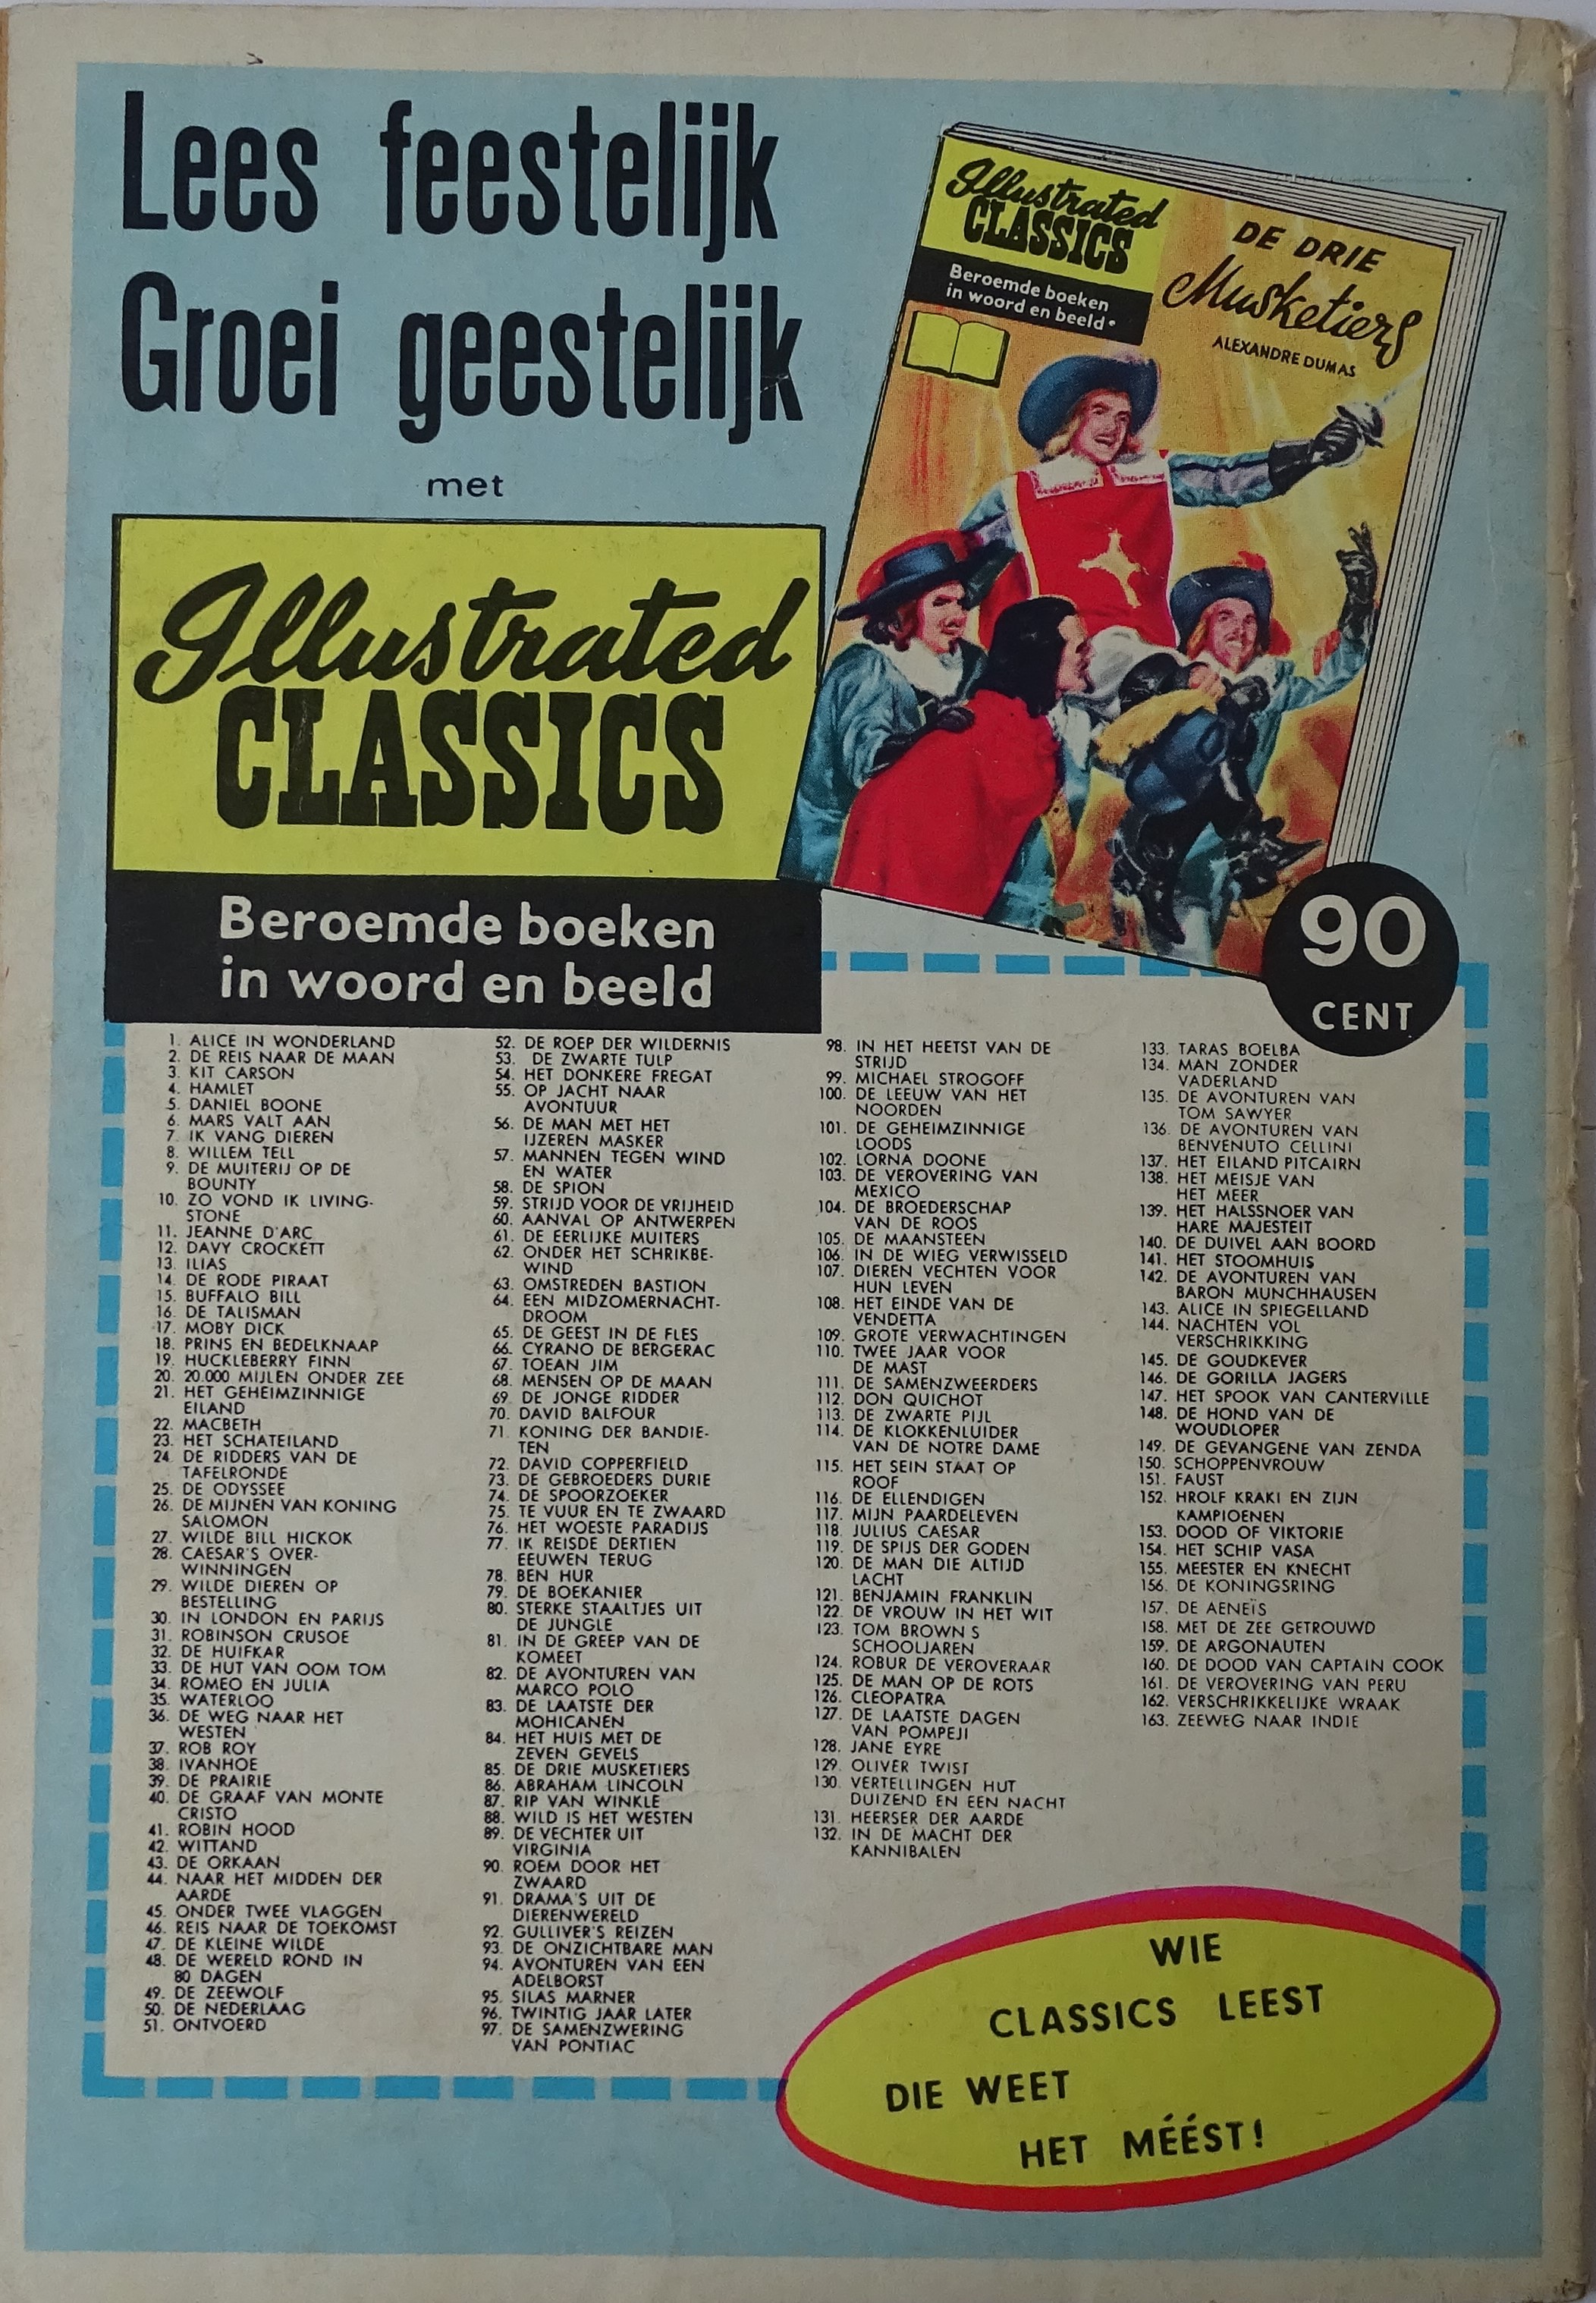 Lees feestelijk
Groei geestelijk
met
Illustrated
CLASSICS
Beroemde boeken
in woord en beeld
Illustrated
CLASSICS
Beroemde boeken
in woord en beeld
DE DRIE
Musketiers
ALEXANDRE DUMAS
90
CENT
1. ALICE IN WONDERLAND
2. DE REIS NAAR DE MAAN
3. KIT CARSON
4. HAMLET
5. DANIEL BOONE
6. MARS VALT AAN
7. IK VANG DIEREN
8. WILLEM TELL
9. DE MUITERIJ OP DE
BOUNTY
10. ZO VOND IK LIVING-
STONE
11. JEANNE D'ARC
12. DAVY CROCKETT
13. ILIAS
14. DE RODE PIRAAT
15. BUFFALO BILL
16. DE TALISMAN
17. MOBY DICK
18. PRINS EN BEDELKNAAP
19. HUCKLEBERRY FINN
20. 20.000 MIJLEN ONDER ZEE
21. HET GEHEIMZINNIGE
EILAND
22. MACBETH
23. HET SCHATEILAND
24. DE RIDDERS VAN DE
TAFELRONDE
25. DE ODYSSEE
26. DE MIJNEN VAN KONING
SALOMON
27. WILDE BILL HICKOK
28. CAESAR'S OVER-
WINNINGEN
29. WILDE DIEREN OP
BESTELLING
30. IN LONDON EN PARIJS
31. ROBINSON CRUSOE
32. DE HUIFKAR
33. DE HUT VAN OOM TOM
34. ROMEO EN JULIA
35. WATERLOO
36. DE WEG NAAR HET
WESTEN
37. ROB ROY
38. IVANHOE
39. DE PRAIRIE
40. DE GRAAF VAN MONTE
CRISTO
41. ROBIN HOOD
42. WITTAND
43. DE ORKAAN
44. NAAR HET MIDDEN DER
AARDE
45. ONDER TWEE VLAGGEN
46. REIS NAAR DE TOEKOMST
47. DE KLEINE WILDE
48. DE WERELD ROND IN
80 DAGEN
49. DE ZEEWOLF
50. DE NEDERLAAG
51. ONTVOERD
52. DE ROEP DER WILDERNIS
53. DE ZWARTE TULP
54. HET DONKERE FREGAT
55. OP JACHT NAAR
AVONTUUR
56. DE MAN MET HET
IJZEREN MASKER
57. MANNEN TEGEN WIND
EN WATER
58. DE SPION
59. STRIJD VOOR DE VRIJHEID
60. AANVAL OP ANTWERPEN
61. DE EERLIJKE MUITERS
62. ONDER HET SCHRIKBE-
WIND
63. OMSTREDEN BASTION
64. EEN MIDZOMERNACHT-
DROOM
65. DE GEEST IN DE FLES
66. CYRANO DE BERGERAC
67. TOEAN JIM
68. MENSEN OP DE MAAN
69. DE JONGE RIDDER
70. DAVID BALFOUR
71. KONING DER BANDIE-
TEN
72. DAVID COPPERFIELD
73. DE GEBROEDERS DURIE
74. DE SPOORZOEKER
75. TE VUUR EN TE ZWAARD
76. HET WOESTE PARADIJS
77. IK REISDE DERTIEN
EEUWEN TERUG
78. BEN HUR
79. DE BOEKANIER
80. STERKE STAALTJES UIT
DE JUNGLE
81. IN DE GREEP VAN DE
KOMEET
82. DE AVONTUREN VAN
MARCO POLO
83. DE LAATSTE DER
MOHICANEN
84. HET HUIS MET DE
ZEVEN GEVELS
85. DE DRIE MUSKETIERS
86. ABRAHAM LINCOLN
87. RIP VAN WINKLE
88. WILD IS HET WESTEN
89. DE VECHTER UIT
VIRGINIA
90. ROEM DOOR HET
ZWAARD
91. DRAMA'S UIT DE
DIERENWERELD
92. GULLIVER'S REIZEN
93. DE ONZICHTBARE MAN
94. AVONTUREN VAN EEN
ADELBORST
95. SILAS MARNER
96. TWINTIG JAAR LATER
97. DE SAMENZWERING
VAN PONTIAC
98. IN HET HEETST VAN DE
STRIJD
99. MICHAEL STROGOFF
100. DE LEEUW VAN HET
NOORDEN
101. DE GEHEIMZINNIGE
LOODS
102. LORNA DOONE
103. DE VEROVERING VAN
MEXICO
104. DE BROEDERSCHAP
VAN DE ROOS
105. DE MAANSTEEN
106. IN DE WIEG VERWISSELD
107. DIEREN VECHTEN VOOR
HUN LEVEN
108. HET EINDE VAN DE
VENDETTA
109. GROTE VERWACHTINGEN
110. TWEE JAAR VOOR
DE MAST
111. DE SAMENZWEERDERS
112. DON QUICHOT
113. DE ZWARTE PIJL
114. DE KLOKKENLUIDER
VAN DE NOTRE DAME
115. HET SEIN STAAT OP
ROOF
116. DE ELLENDIGEN
117. MIJN PAARDELEVEN
118. JULIUS CAESAR
119. DE SPIJS DER GODEN
120. DE MAN DIE ALTIJD
LACHT
121. BENJAMIN FRANKLIN
122. DE VROUW IN HET WIT
123. TOM BROWN S
SCHOOLJAREN
124. ROBUR DE VEROVERAAR
125. DE MAN OP DE ROTS
126. CLEOPATRA
127. DE LAATSTE DAGEN
VAN POMPEJI
128. JANE EYRE
129. OLIVER TWIST
130. VERTELLINGEN HUT
DUIZEND EN EEN NACHT
131. HEERSER DER AARDE
132. IN DE MACHT DER
KANNIBALEN
133. TARAS BOELBA
134. MAN ZONDER
VADERLAND
135. DE AVONTUREN VAN
TOM SAWYER
136. DE AVONTUREN VAN
BENVENUTO CELLINI
137. HET EILAND PITCAIRN
138. HET MEISJE VAN
HET MEER
139. HET HALSSNOER VAN
HARE MAJESTEIT
140. DE DUIVEL AAN BOORD
141. HET STOOMHUIS
142. DE AVONTUREN VAN
BARON MUNCHHAUSEN
143. ALICE IN SPIEGELLAND
144. NACHTEN VOL
VERSCHRIKKING
145. DE GOUDKEVER
146. DE GORILLA JAGERS
147. HET SPOOK VAN CANTERVILLE
148. DE HOND VAN DE
WOUDLOPER
149. DE GEVANGENE VAN ZENDA
150. SCHOPPENVROUW
151. FAUST
152. HROLF KRAKI EN ZIJN
KAMPIOENEN
153. DOOD OF VIKTORIE
154. HET SCHIP VASA
155. MEESTER EN KNECHT
156. DE KONINGSRING
157. DE AENEÏS
158. MET DE ZEE GETROUWD
159. DE ARGONAUTEN
160. DE DOOD VAN CAPTAIN COOK
161. DE VEROVERING VAN PERU
162. VERSCHRIKKELIJKE WRAAK
163. ZEEWEG NAAR INDIE
WIE
CLASSICS LEEST
DIE WEET
HET MÉÉST!